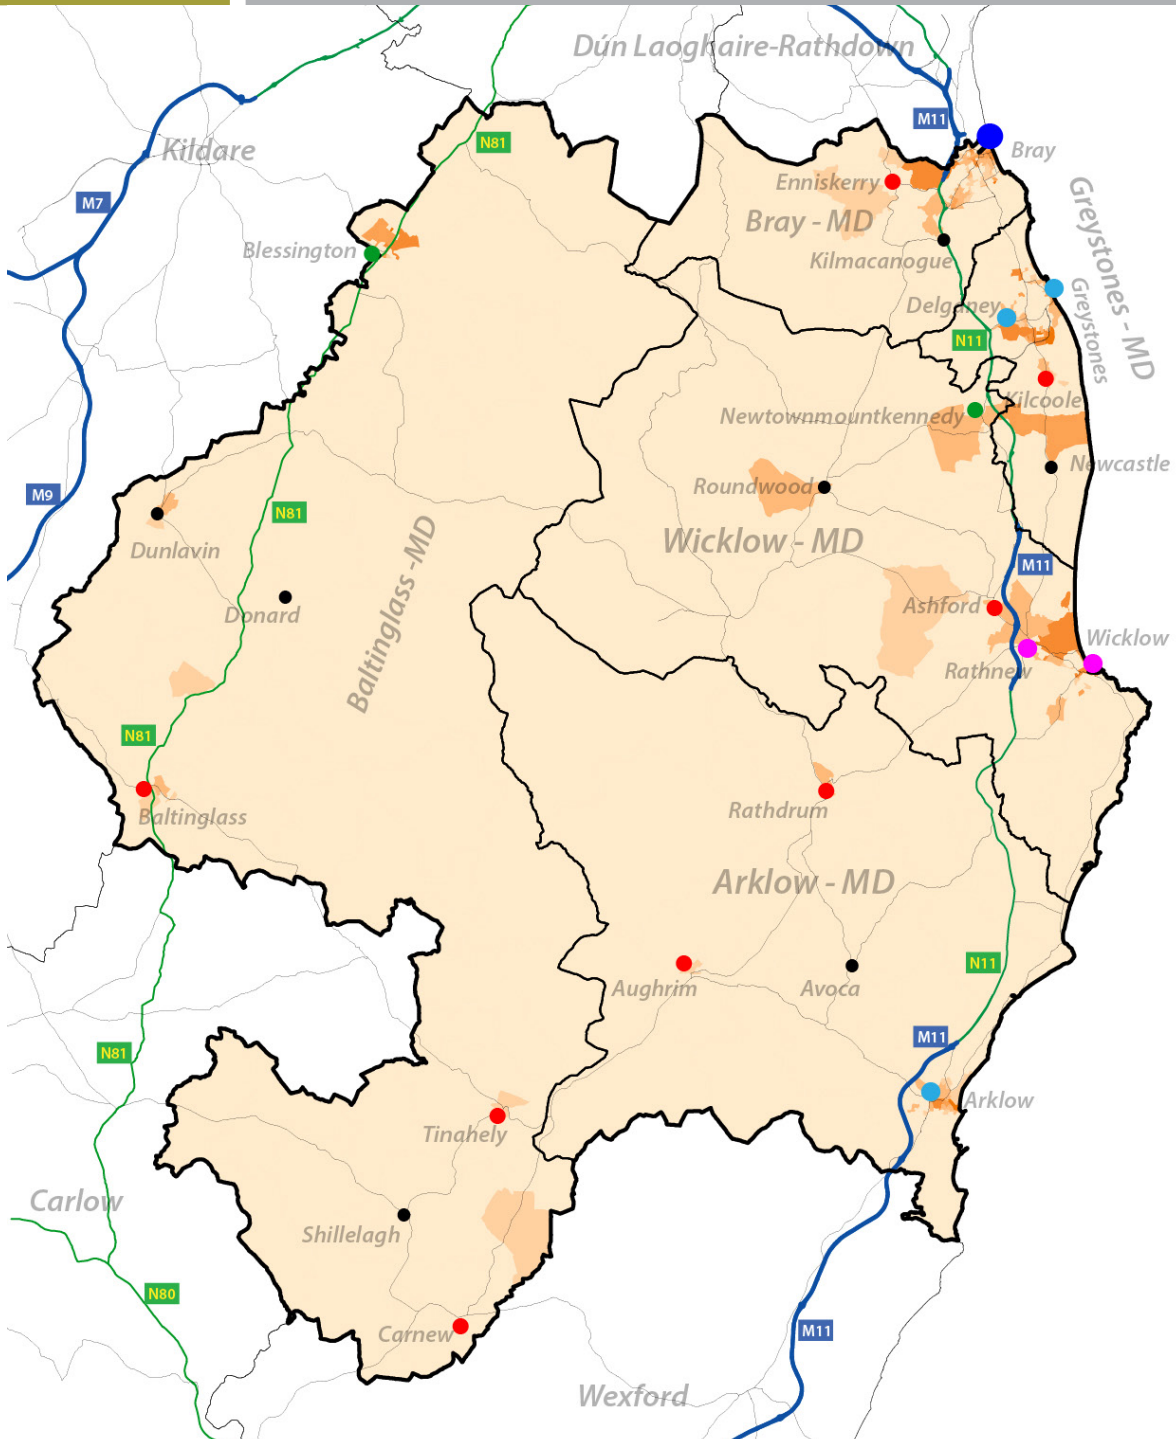 Dún Laoghaire-Rathdown
M11
N81
Bray
Kildare
Enniskerry
M7
Greystones - MD
Bray - MD
Blessington
Kilmacanogue
Delganey
Greystones
N11
Kilcoole
Newtownmountkennedy
Newcastle
Roundwood
M9
N81
Wicklow - MD
Dunlavin
M11
Baltinglass -MD
Ashford
Donard
Wicklow
Rathnew
N81
Rathdrum
Baltinglass
Arklow - MD
N11
Aughrim
Avoca
M11
N81
Arklow
Tinahely
Carlow
Shillelagh
N80
M11
Carnew
Wexford